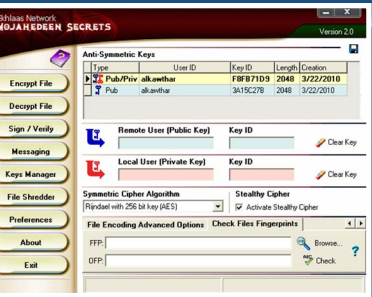 khlaas Network
MOJAHEDEEN SECRETS
Version 2.0
Anti-Symmetric Keys
Type User ID Key ID Length Creation
Pub/Priv alkawthar F8FB71D9 2048 3/22/2010
Pub alkawthar 3A15C27B 2048 3/22/2010
Encrypt File
Decrypt File
Sign / Verify
Messaging
Keys Manager
File Shredder
Preferences
About
Exit
Remote User (Public Key) Key ID
Clear Key
Local User (Private Key) Key ID
Clear Key
Symmetric Cipher Algorithm
Rijndael with 256 bit key (AES)
Stealthy Cipher
Activate Stealthy Cipher
File Encoding Advanced Options Check Files Fingerprints
FFP: Browse...
OFP: Check
?